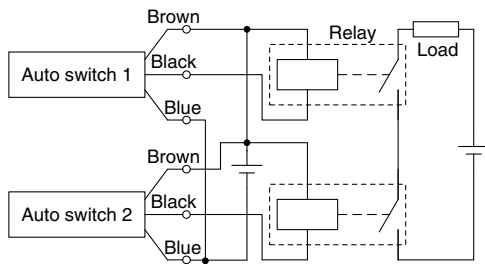 Brown
Relay
Load
Auto switch 1
Black
Blue
Brown
Auto switch 2
Black
Blue